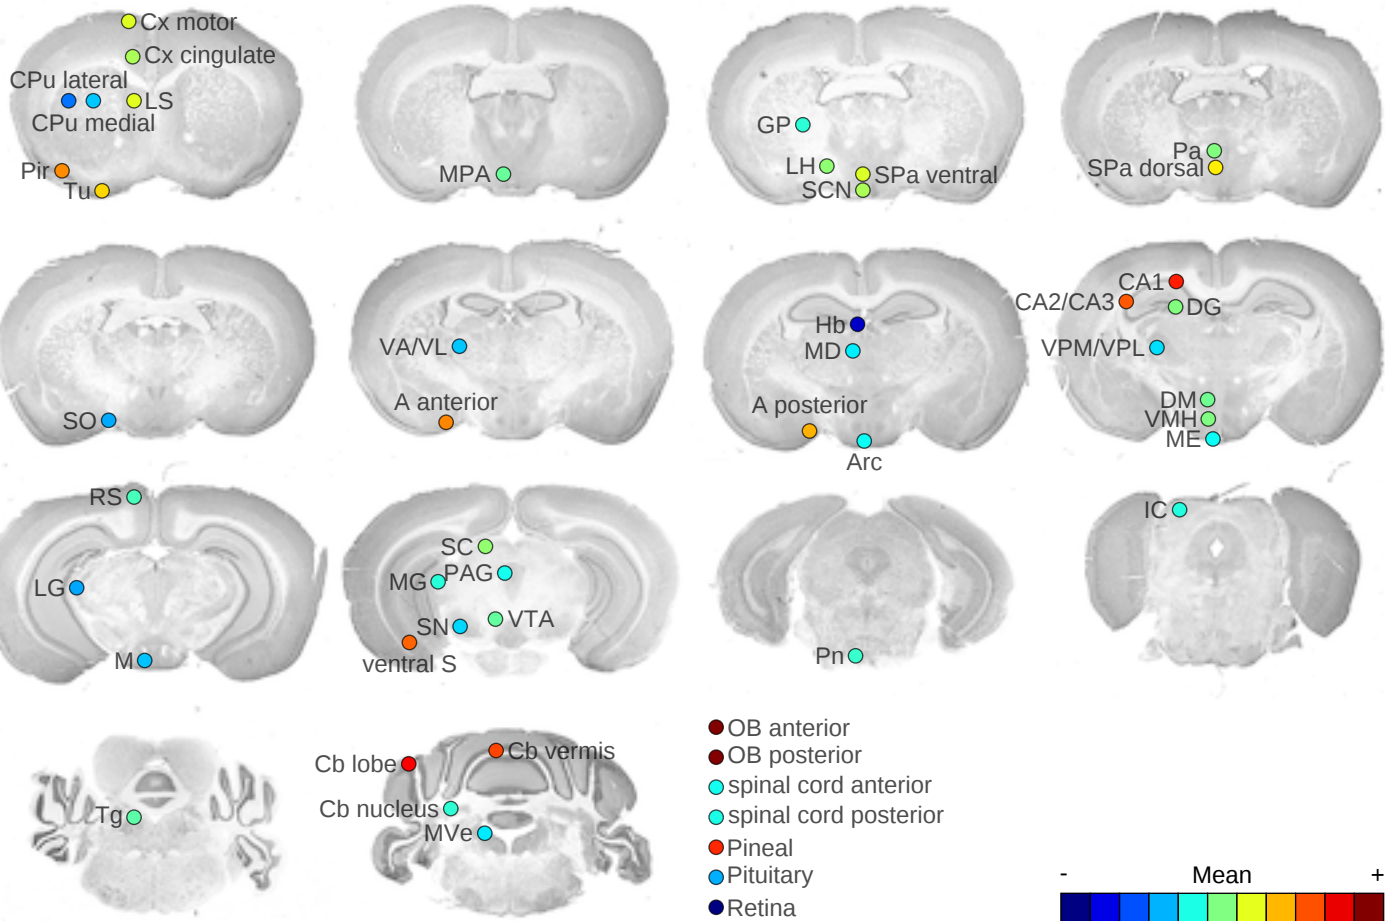 Cx motor
Cx cingulate
CPu lateral
LS
CPu medial
Pir
Tu
MPA
GP
LH
SPa ventral
SCN
Pa
SPa dorsal
SO
VA/VL
A anterior
Hb
MD
A posterior
Arc
CA1
CA2/CA3
DG
VPM/VPL
DM
VMH
ME
RS
LG
M
SC
MG
PAG
SN
VTA
ventral S
Pn
IC
Tg
Cb lobe
Cb vermis
Cb nucleus
MVe
OB anterior
OB posterior
spinal cord anterior
spinal cord posterior
Pineal
Pituitary
Retina
- Mean +